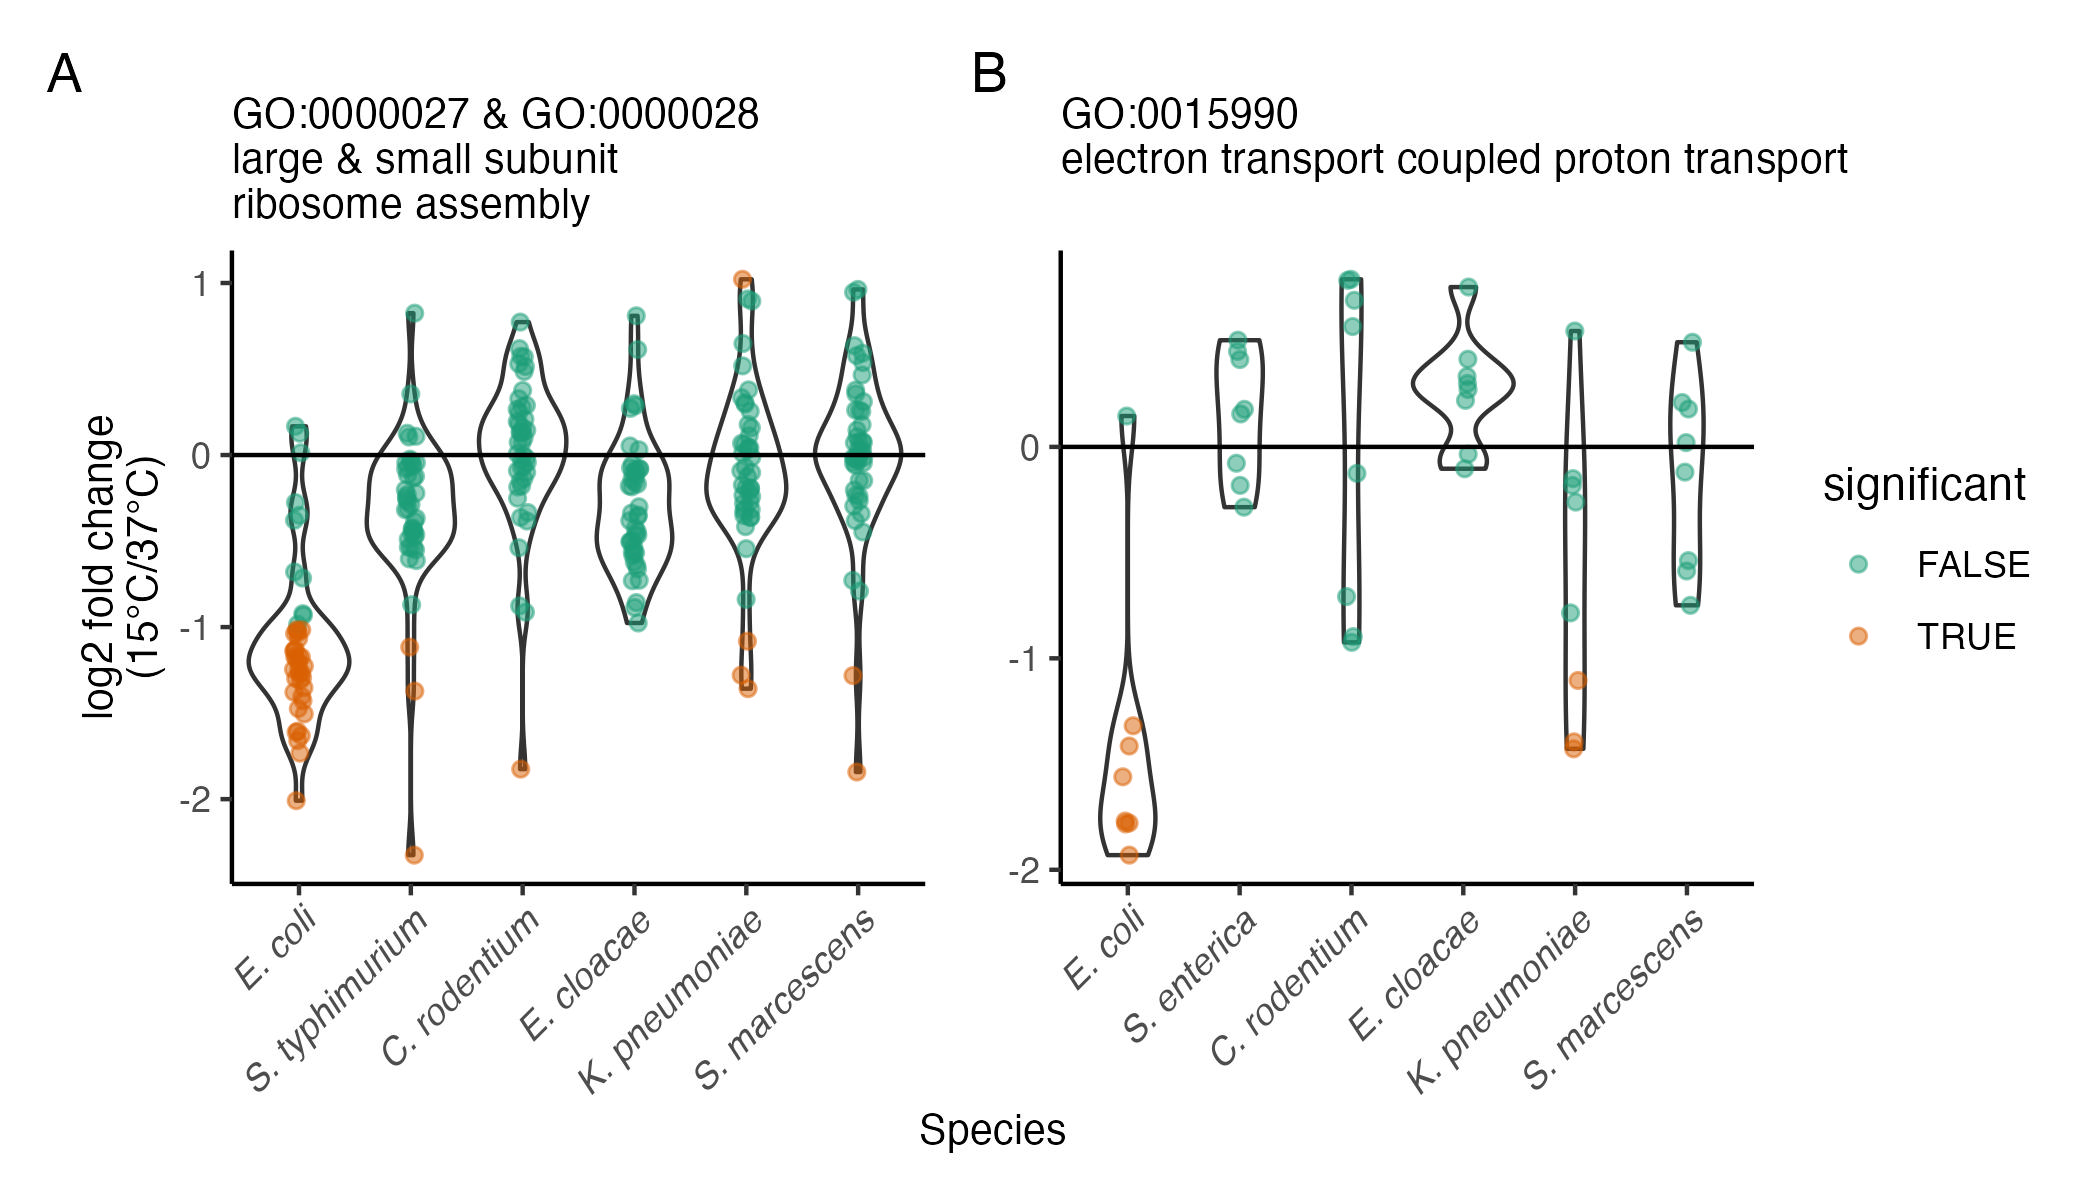 A
GO:0000027 & GO:0000028
large & small subunit
ribosome assembly
log2 fold change
(15°C/37°C)
1
0
-1
-2
E. coli
S. typhimurium
C. rodentium
E. cloacae
K. pneumoniae
S. marcescens
B
GO:0015990
electron transport coupled proton transport
0
-1
-2
E. coli
S. enterica
C. rodentium
E. cloacae
K. pneumoniae
S. marcescens
Species
significant
FALSE
TRUE